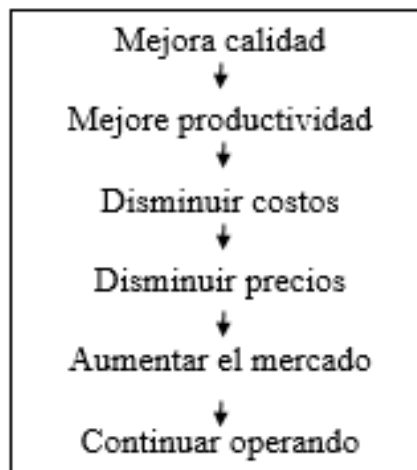 Mejora calidad
Mejore productividad
Disminuir costos
Disminuir precios
Aumentar el mercado
Continuar operando